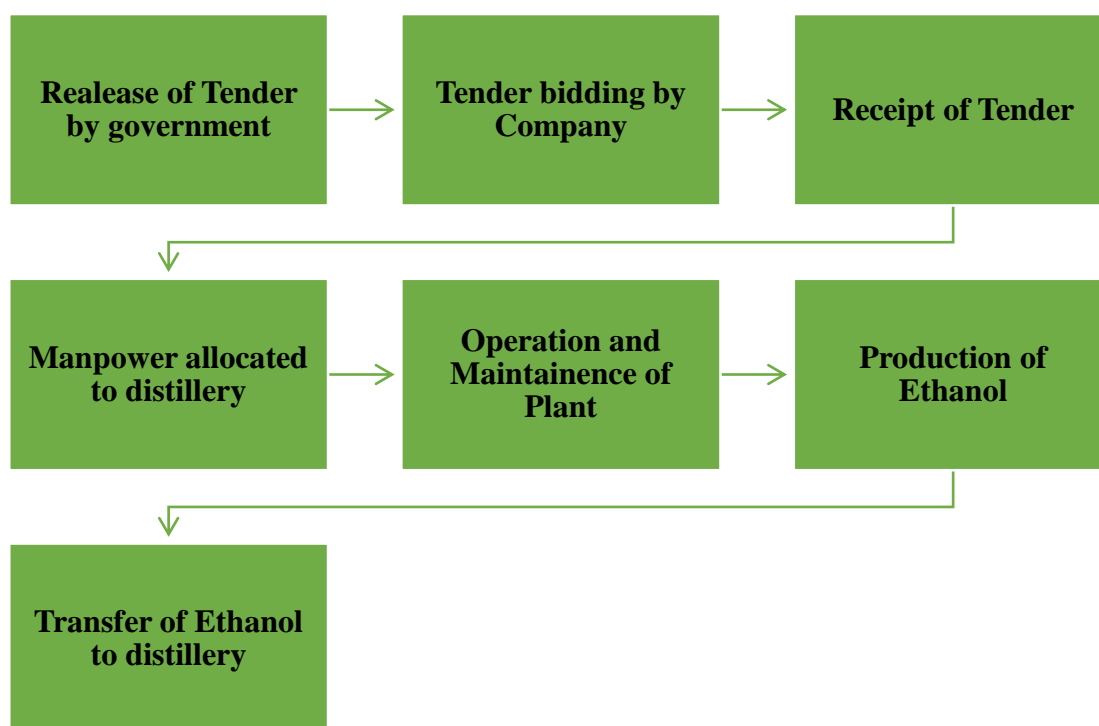 Realease of Tender
by government
Tender bidding by
Company
Receipt of Tender
Manpower allocated
to distillery
Operation and
Maintainence of
Plant
Production of
Ethanol
Transfer of Ethanol
to distillery